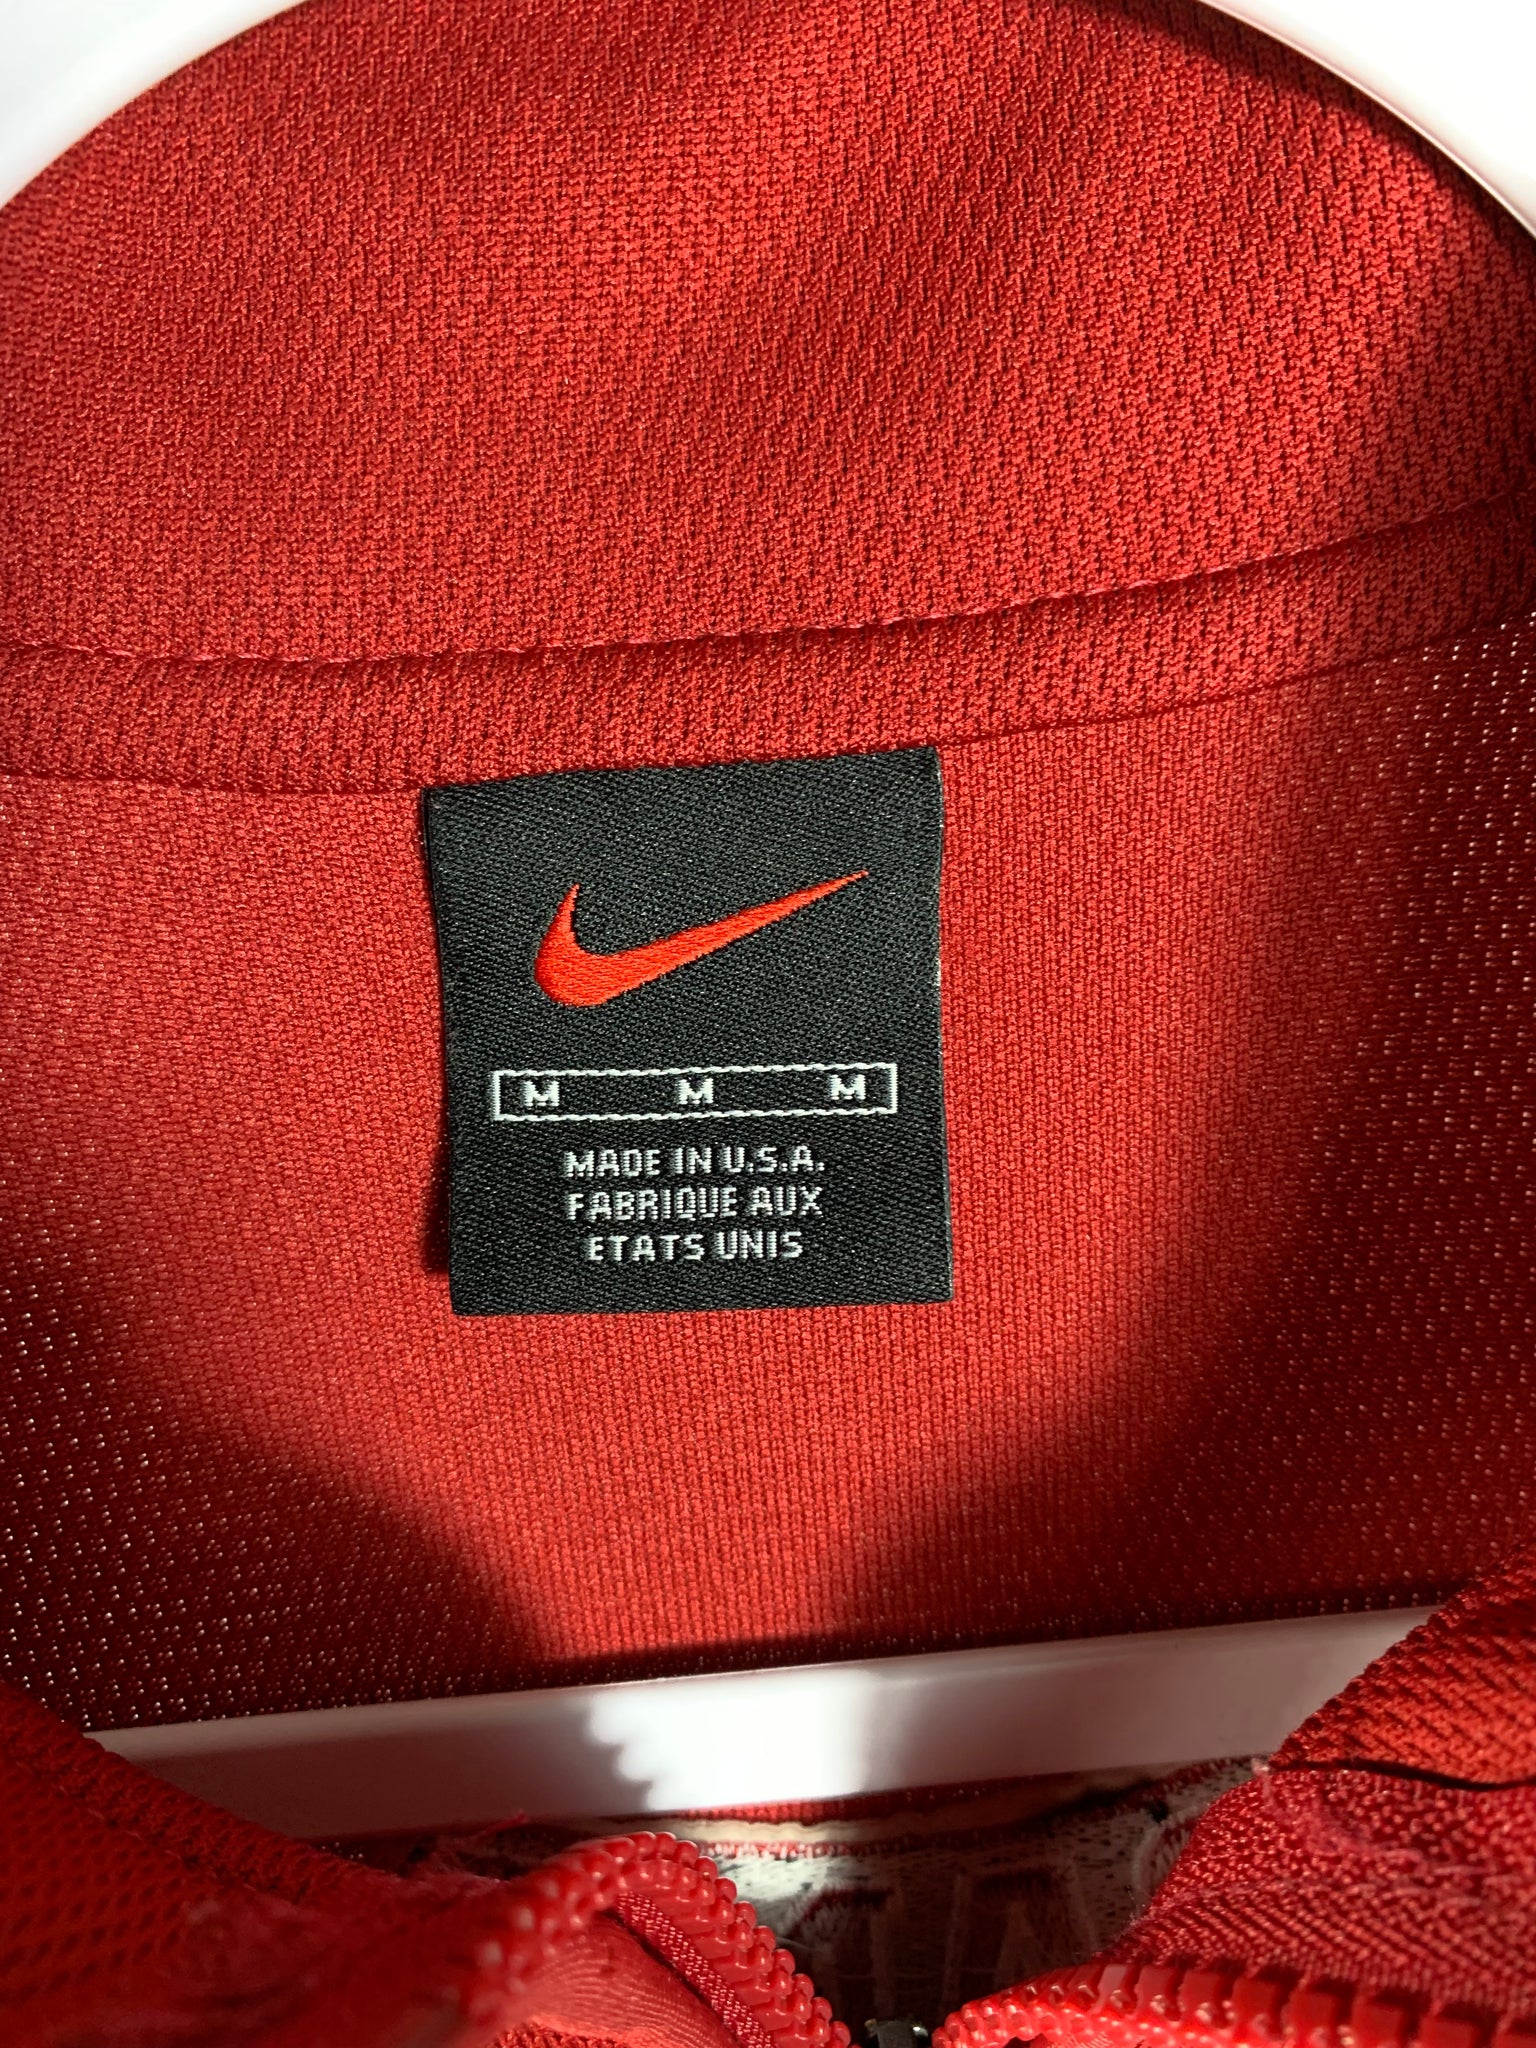 M M M
MADE IN U.S.A.
FABRIQUE AUX
ETATS UNIS